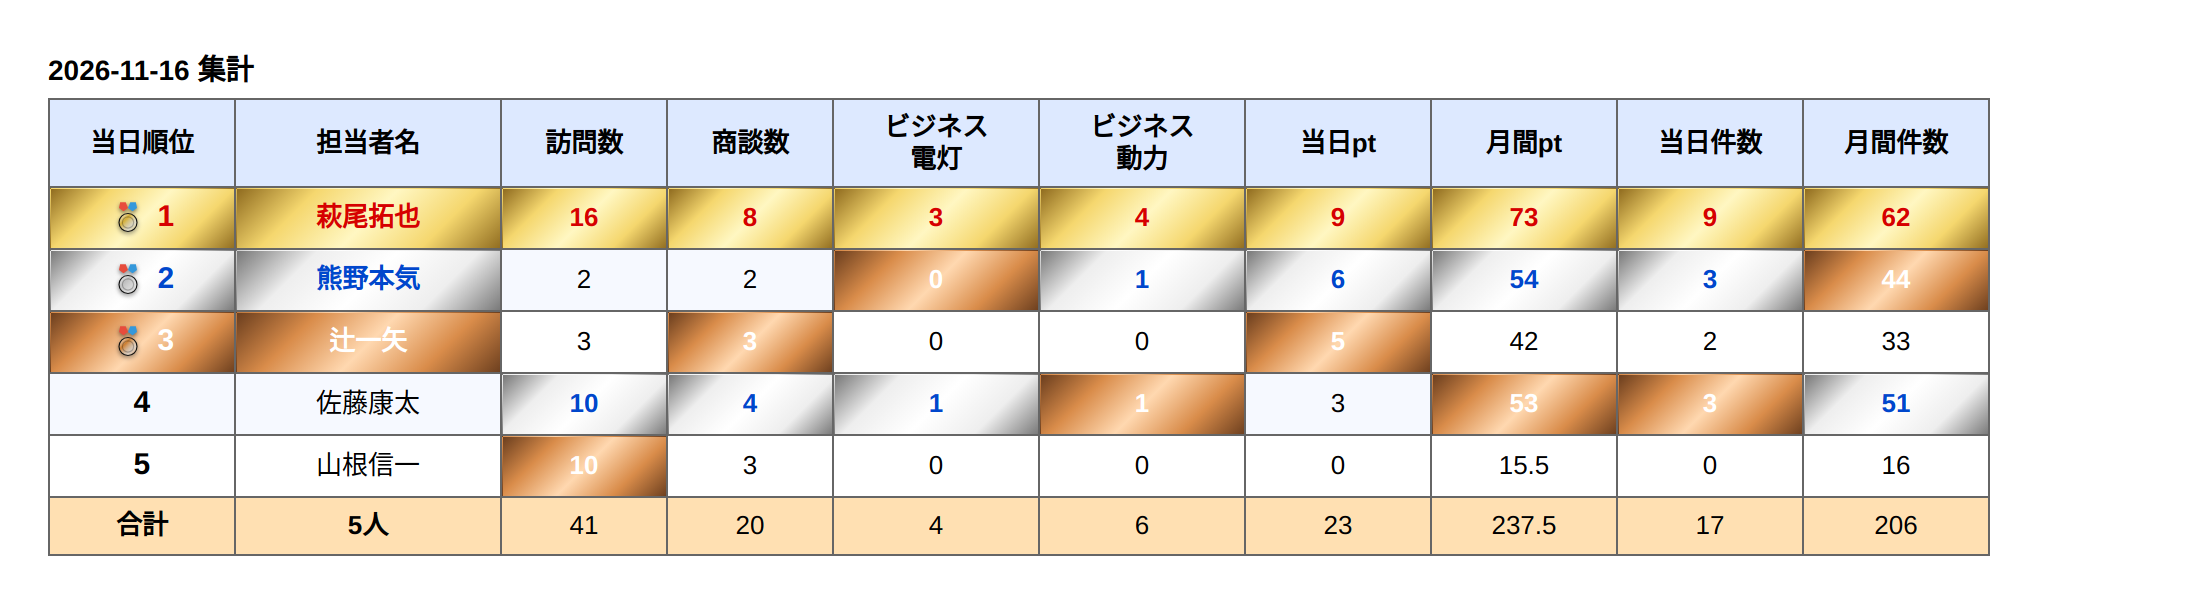 2026-11-16 集計
当日順位 担当者名 訪問数 商談数 ビジネス電灯 ビジネス動力 当日pt 月間pt 当日件数 月間件数
1 萩尾拓也 16 8 3 4 9 73 9 62
2 熊野本気 2 2 0 1 6 54 3 44
3 辻一矢 3 3 0 0 5 42 2 33
4 佐藤康太 10 4 1 1 3 53 3 51
5 山根信一 10 3 0 0 0 15.5 0 16
合計 5人 41 20 4 6 23 237.5 17 206